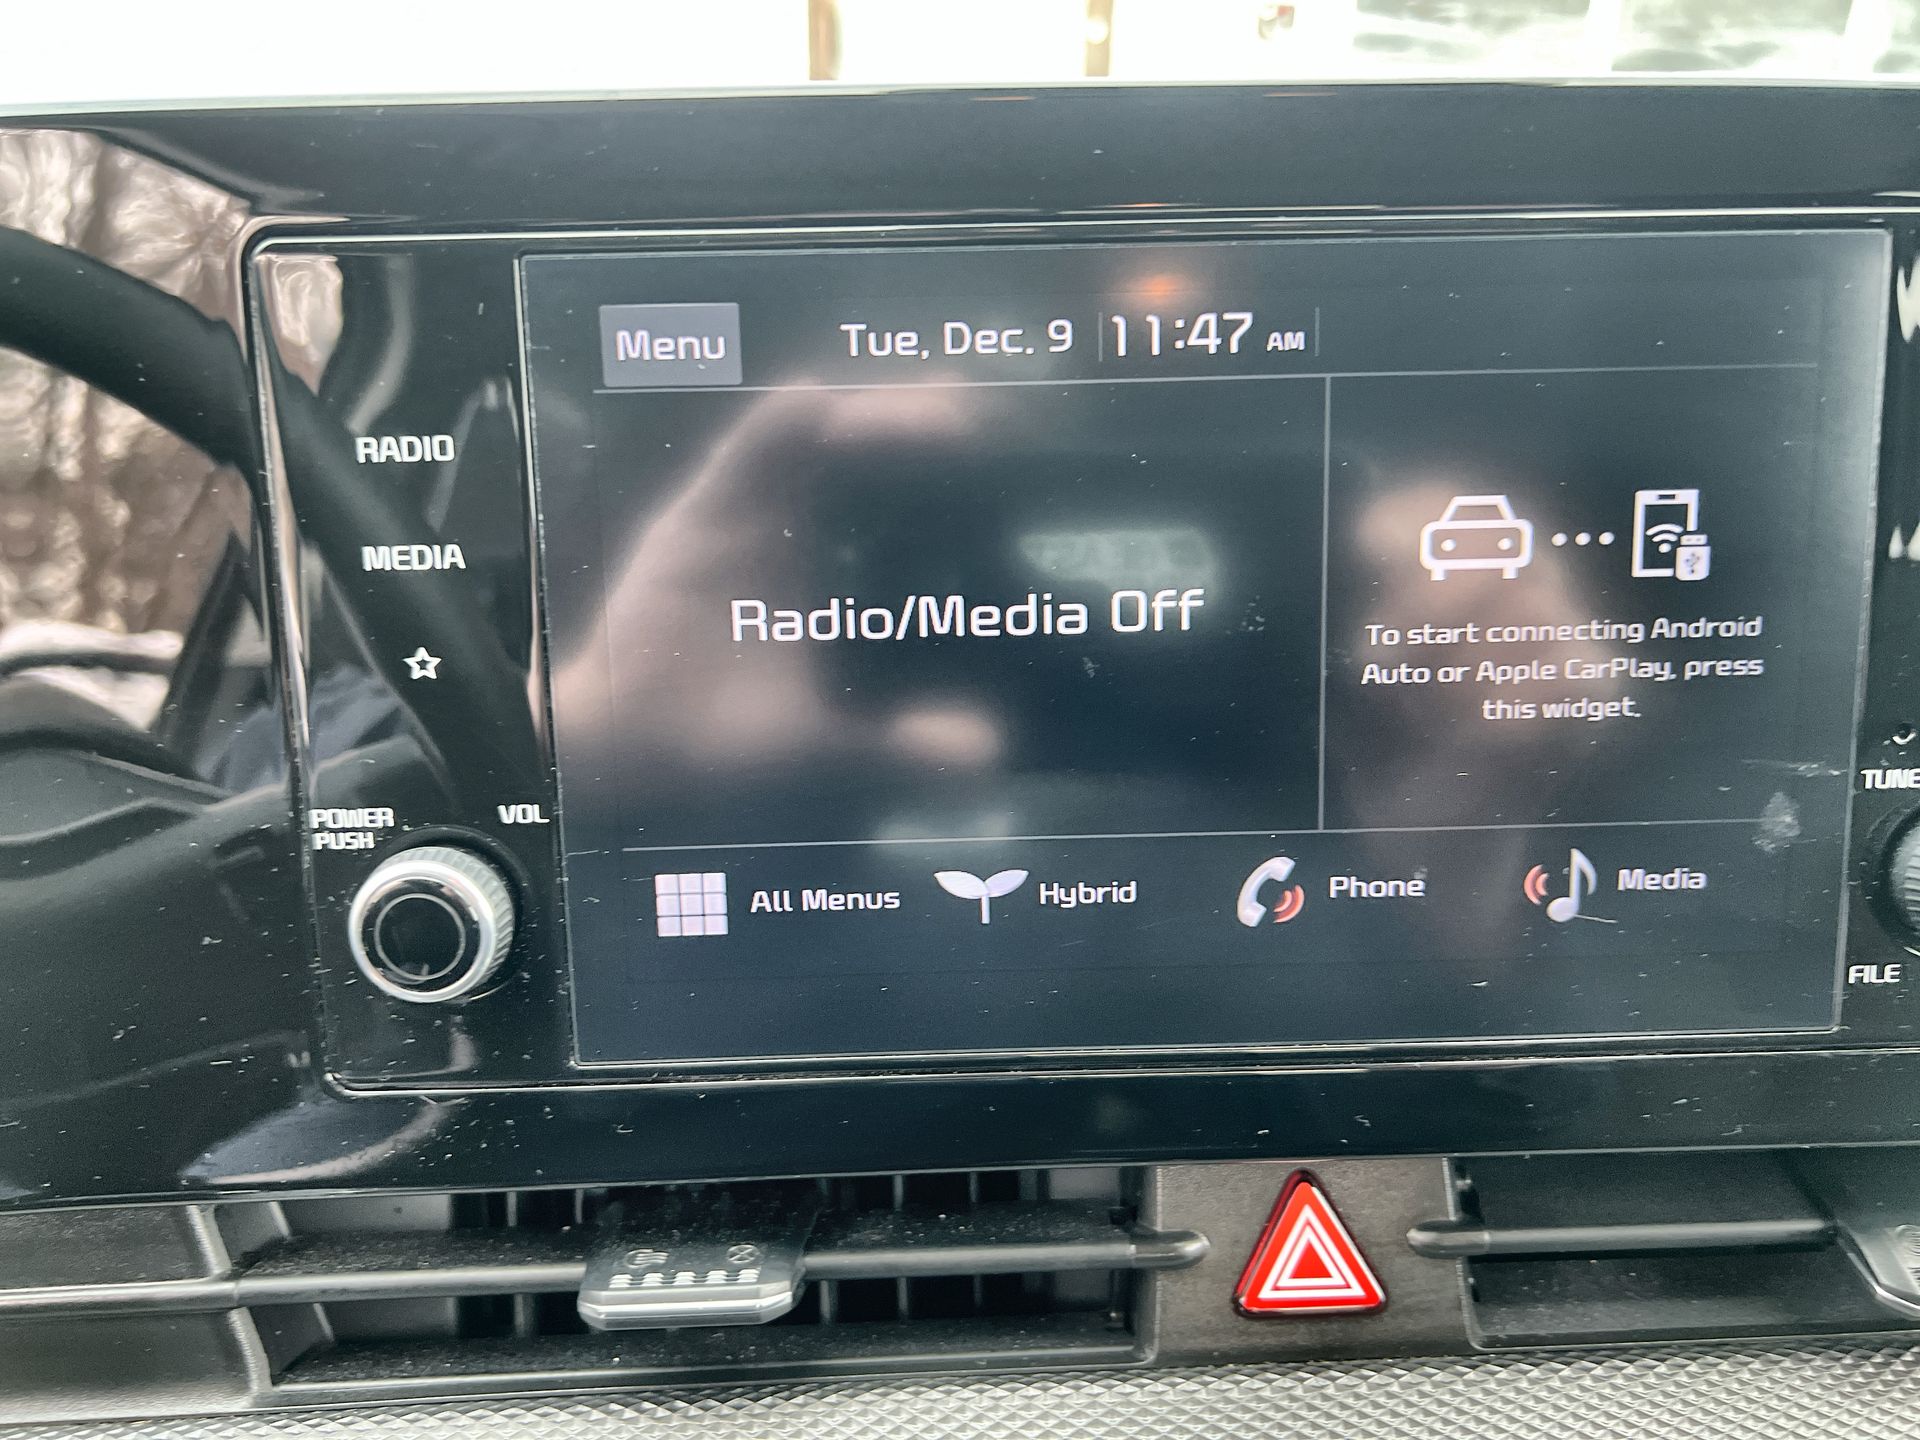 Menu
Tue, Dec. 9
11:47 AM
RADIO
MEDIA
Radio/Media Off
To start connecting Android
Auto or Apple CarPlay, press
this widget.
POWER
PUSH
VOL
TUNE
All Menus
Hybrid
Phone
Media
FILE